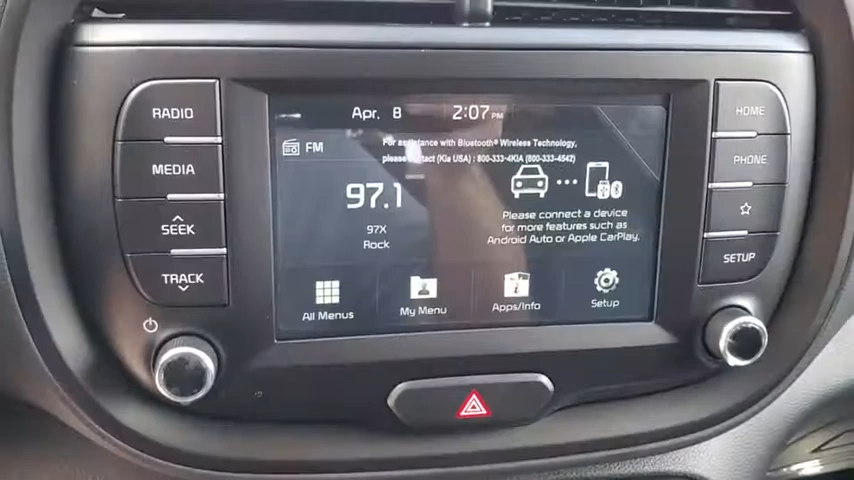 RADIO
MEDIA
SEEK
TRACK
Apr. 8 2:07 PM
FM
For assistance with Bluetooth® Wireless Technology,
please contact (Kia USA) : 800-333-4KIA (800-333-4542)
97.1
97X
Rock
Please connect a device
for more features such as
Android Auto or Apple CarPlay.
All Menus
My Menu
Apps/Info
Setup
HOME
PHONE
SETUP